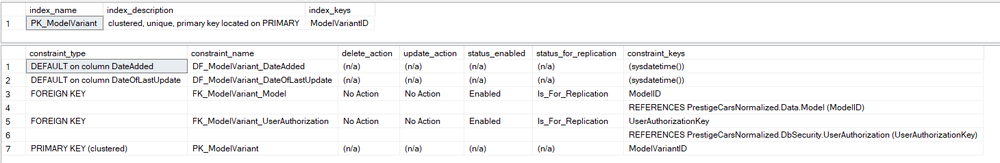 index_name index_description index_keys
1 PK_ModelVariant clustered, unique, primary key located on PRIMARY ModelVariantID
constraint_type constraint_name delete_action update_action status_enabled status_for_replication constraint_keys
1 DEFAULT on column DateAdded DF_ModelVariant_DateAdded (n/a) (n/a) (n/a) (n/a) (sysdatetime())
2 DEFAULT on column DateOfLastUpdate DF_ModelVariant_DateOfLastUpdate (n/a) (n/a) (n/a) (n/a) (sysdatetime())
3 FOREIGN KEY FK_ModelVariant_Model No Action No Action Enabled Is_For_Replication ModelID
4 REFERENCES PrestigeCarsNormalized.Data.Model (ModelID)
5 FOREIGN KEY FK_ModelVariant_UserAuthorization No Action No Action Enabled Is_For_Replication UserAuthorizationKey
6 REFERENCES PrestigeCarsNormalized.DbSecurity.UserAuthorization (UserAuthorizationKey)
7 PRIMARY KEY (clustered) PK_ModelVariant (n/a) (n/a) (n/a) (n/a) ModelVariantID